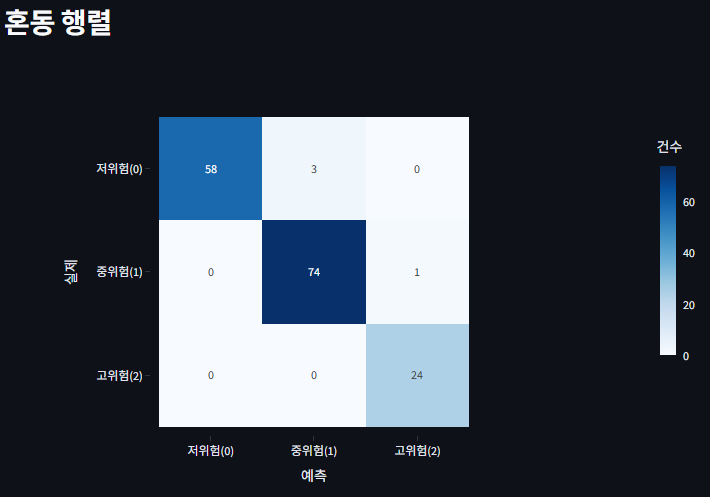 혼동 행렬
건수
저위험(0)
58
3
0
60
40
실제
중위험(1)
0
74
1
20
0
고위험(2)
0
0
24
저위험(0)
중위험(1)
고위험(2)
예측